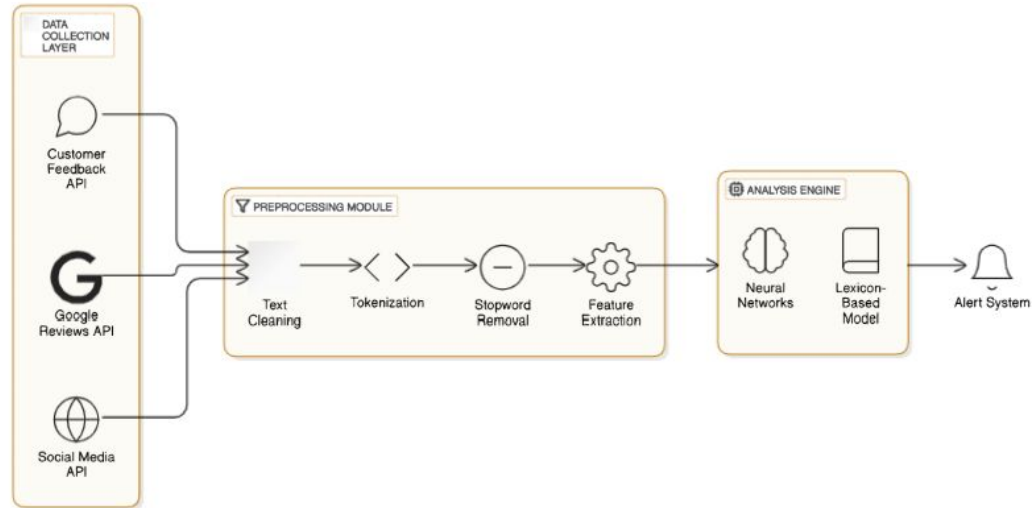 DATA
COLLECTION
LAYER
Customer
Feedback
API
Google
Reviews API
Social Media
API
PREPROCESSING MODULE
Text
Cleaning
Tokenization
Stopword
Removal
Feature
Extraction
ANALYSIS ENGINE
Neural
Networks
Lexicon-
Based
Model
Alert System